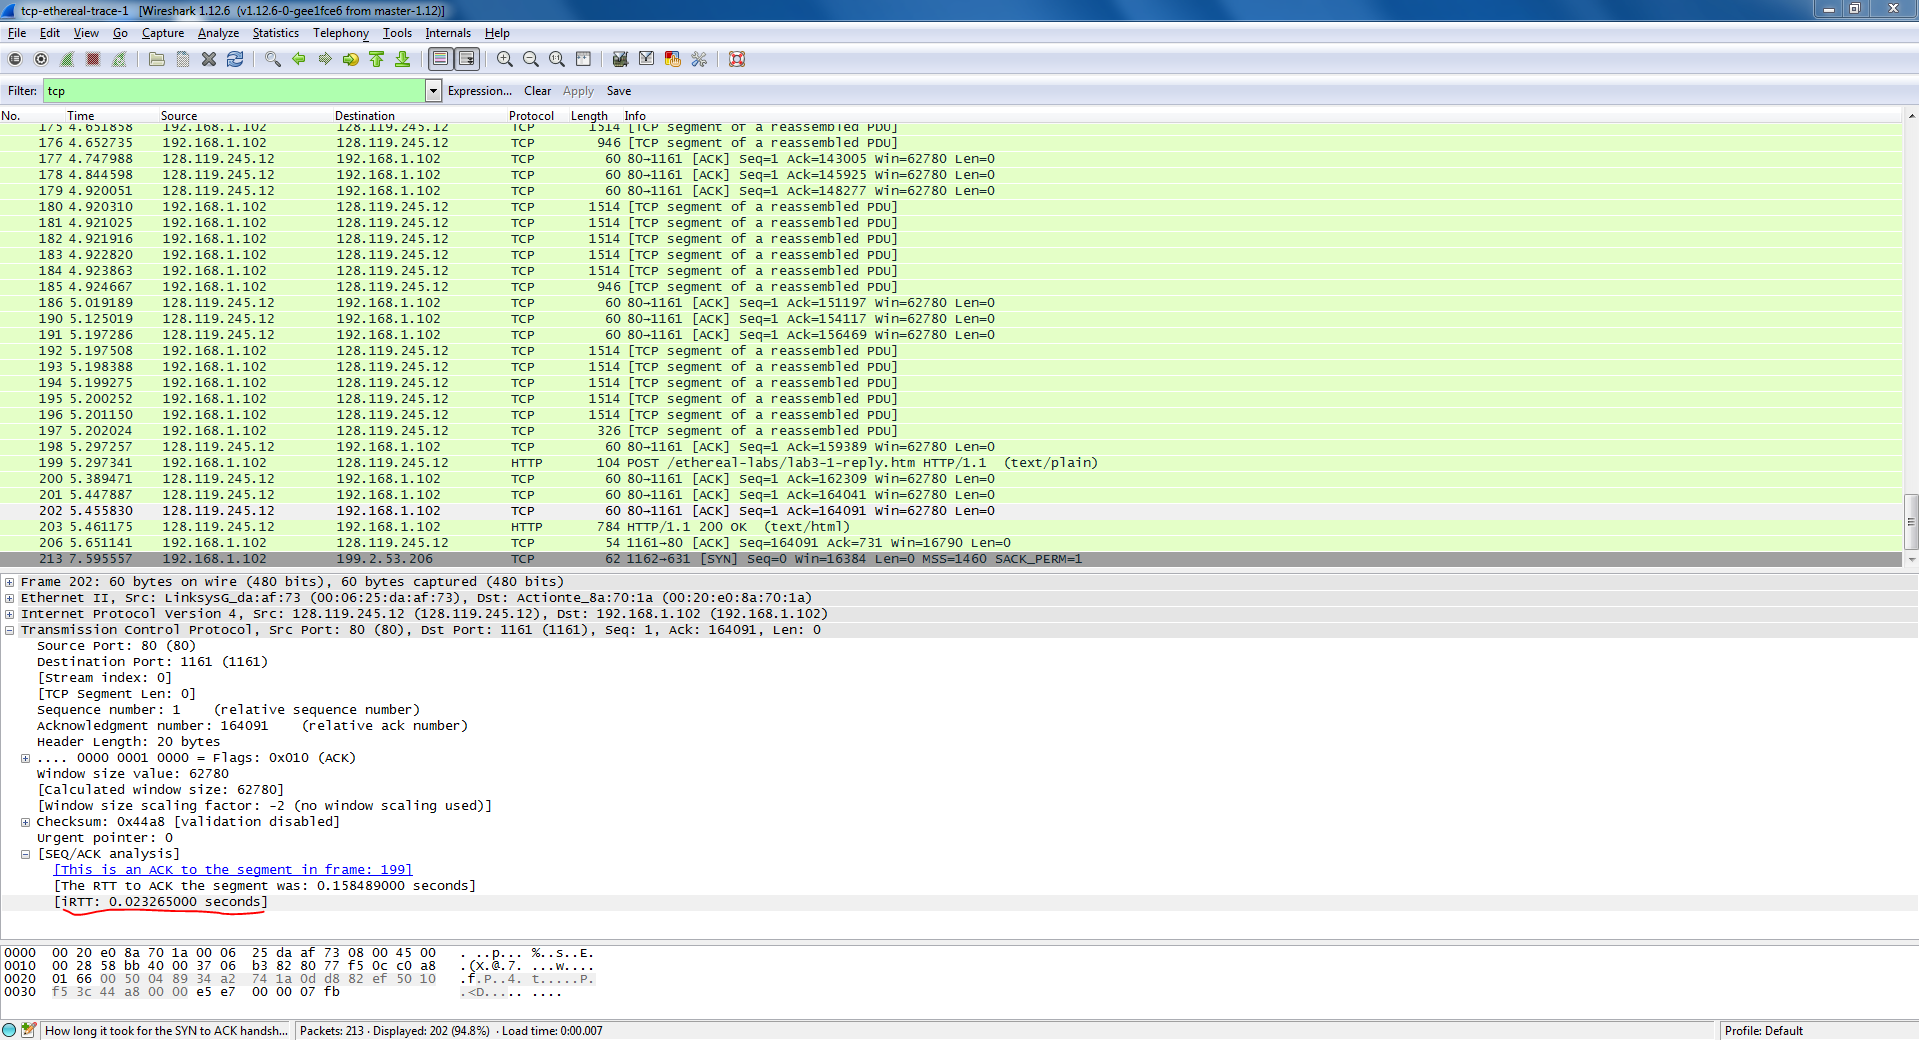 tcp-ethereal-trace-1 [Wireshark 1.12.6 (v1.12.6-0-gee1fce6 from master-1.12)]
File Edit View Go Capture Analyze Statistics Telephony Tools Internals Help
Filter: tcp Expression... Clear Apply Save
No. Time Source Destination Protocol Length Info
175 4.651858 192.168.1.102 128.119.245.12 TCP 1514 [TCP segment of a reassembled PDU]
176 4.652735 192.168.1.102 128.119.245.12 TCP 946 [TCP segment of a reassembled PDU]
177 4.747988 128.119.245.12 192.168.1.102 TCP 60 80→1161 [ACK] Seq=1 Ack=143005 Win=62780 Len=0
178 4.844598 128.119.245.12 192.168.1.102 TCP 60 80→1161 [ACK] Seq=1 Ack=145925 Win=62780 Len=0
179 4.920051 128.119.245.12 192.168.1.102 TCP 60 80→1161 [ACK] Seq=1 Ack=148277 Win=62780 Len=0
180 4.920310 192.168.1.102 128.119.245.12 TCP 1514 [TCP segment of a reassembled PDU]
181 4.921025 192.168.1.102 128.119.245.12 TCP 1514 [TCP segment of a reassembled PDU]
182 4.921916 192.168.1.102 128.119.245.12 TCP 1514 [TCP segment of a reassembled PDU]
183 4.922820 192.168.1.102 128.119.245.12 TCP 1514 [TCP segment of a reassembled PDU]
184 4.923863 192.168.1.102 128.119.245.12 TCP 1514 [TCP segment of a reassembled PDU]
185 4.924667 192.168.1.102 128.119.245.12 TCP 946 [TCP segment of a reassembled PDU]
186 5.019189 128.119.245.12 192.168.1.102 TCP 60 80→1161 [ACK] Seq=1 Ack=151197 Win=62780 Len=0
190 5.125019 128.119.245.12 192.168.1.102 TCP 60 80→1161 [ACK] Seq=1 Ack=154117 Win=62780 Len=0
191 5.197286 128.119.245.12 192.168.1.102 TCP 60 80→1161 [ACK] Seq=1 Ack=156469 Win=62780 Len=0
192 5.197508 192.168.1.102 128.119.245.12 TCP 1514 [TCP segment of a reassembled PDU]
193 5.198388 192.168.1.102 128.119.245.12 TCP 1514 [TCP segment of a reassembled PDU]
194 5.199275 192.168.1.102 128.119.245.12 TCP 1514 [TCP segment of a reassembled PDU]
195 5.200252 192.168.1.102 128.119.245.12 TCP 1514 [TCP segment of a reassembled PDU]
196 5.201150 192.168.1.102 128.119.245.12 TCP 1514 [TCP segment of a reassembled PDU]
197 5.202024 192.168.1.102 128.119.245.12 TCP 326 [TCP segment of a reassembled PDU]
198 5.297257 128.119.245.12 192.168.1.102 TCP 60 80→1161 [ACK] Seq=1 Ack=159389 Win=62780 Len=0
199 5.297341 192.168.1.102 128.119.245.12 HTTP 104 POST /ethereal-labs/lab3-1-reply.htm HTTP/1.1 (text/plain)
200 5.389471 128.119.245.12 192.168.1.102 TCP 60 80→1161 [ACK] Seq=1 Ack=162309 Win=62780 Len=0
201 5.447887 128.119.245.12 192.168.1.102 TCP 60 80→1161 [ACK] Seq=1 Ack=164041 Win=62780 Len=0
202 5.455830 128.119.245.12 192.168.1.102 TCP 60 80→1161 [ACK] Seq=1 Ack=164091 Win=62780 Len=0
203 5.461175 128.119.245.12 192.168.1.102 HTTP 784 HTTP/1.1 200 OK (text/html)
206 5.651141 192.168.1.102 128.119.245.12 TCP 54 1161→80 [ACK] Seq=164091 Ack=731 Win=16790 Len=0
213 7.595557 192.168.1.102 199.2.53.206 TCP 62 1162→631 [SYN] Seq=0 Win=16384 Len=0 MSS=1460 SACK_PERM=1
Frame 202: 60 bytes on wire (480 bits), 60 bytes captured (480 bits)
Ethernet II, Src: LinksysG_da:af:73 (00:06:25:da:af:73), Dst: Actionte_8a:70:1a (00:20:e0:8a:70:1a)
Internet Protocol Version 4, Src: 128.119.245.12 (128.119.245.12), Dst: 192.168.1.102 (192.168.1.102)
Transmission Control Protocol, Src Port: 80 (80), Dst Port: 1161 (1161), Seq: 1, Ack: 164091, Len: 0
Source Port: 80 (80)
Destination Port: 1161 (1161)
[Stream index: 0]
[TCP Segment Len: 0]
Sequence number: 1 (relative sequence number)
Acknowledgment number: 164091 (relative ack number)
Header Length: 20 bytes
.... 0000 0001 0000 = Flags: 0x010 (ACK)
Window size value: 62780
[Calculated window size: 62780]
[Window size scaling factor: -2 (no window scaling used)]
Checksum: 0x44a8 [validation disabled]
Urgent pointer: 0
[SEQ/ACK analysis]
[This is an ACK to the segment in frame: 199]
[The RTT to ACK the segment was: 0.158489000 seconds]
[iRTT: 0.023265000 seconds]
0000 00 20 e0 8a 70 1a 00 06 25 da af 73 08 00 45 00 . ..p... %..s..E.
0010 00 28 58 bb 40 00 37 06 b3 82 80 77 f5 0c c0 a8 .(X.@.7. ...w....
0020 01 66 00 50 04 89 34 a2 74 1a 0d d8 82 ef 50 10 .f.P..4. t.....P.
0030 f5 3c 44 a8 00 00 e5 e7 00 00 07 fb .<D..... ....
How long it took for the SYN to ACK handsh... Packets: 213 · Displayed: 202 (94.8%) · Load time: 0:00.007 Profile: Default